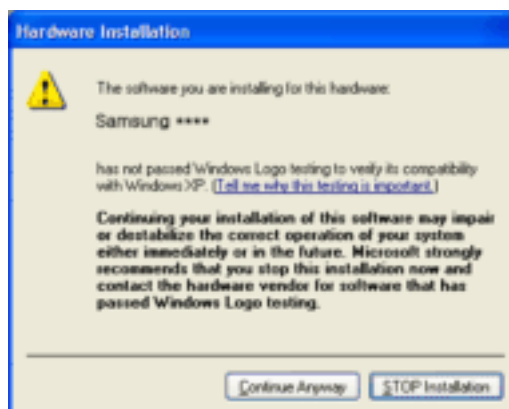 Hardware Installation
The software you are installing for this hardware:
Samsung ****
has not passed Windows Logo testing to verify its compatibility
with Windows XP. (Tell me why this testing is important.)
Continuing your installation of this software may impair
or destabilize the correct operation of your system
either immediately or in the future. Microsoft strongly
recommends that you stop this installation now and
contact the hardware vendor for software that has
passed Windows Logo testing.
Continue Anyway
STOP Installation